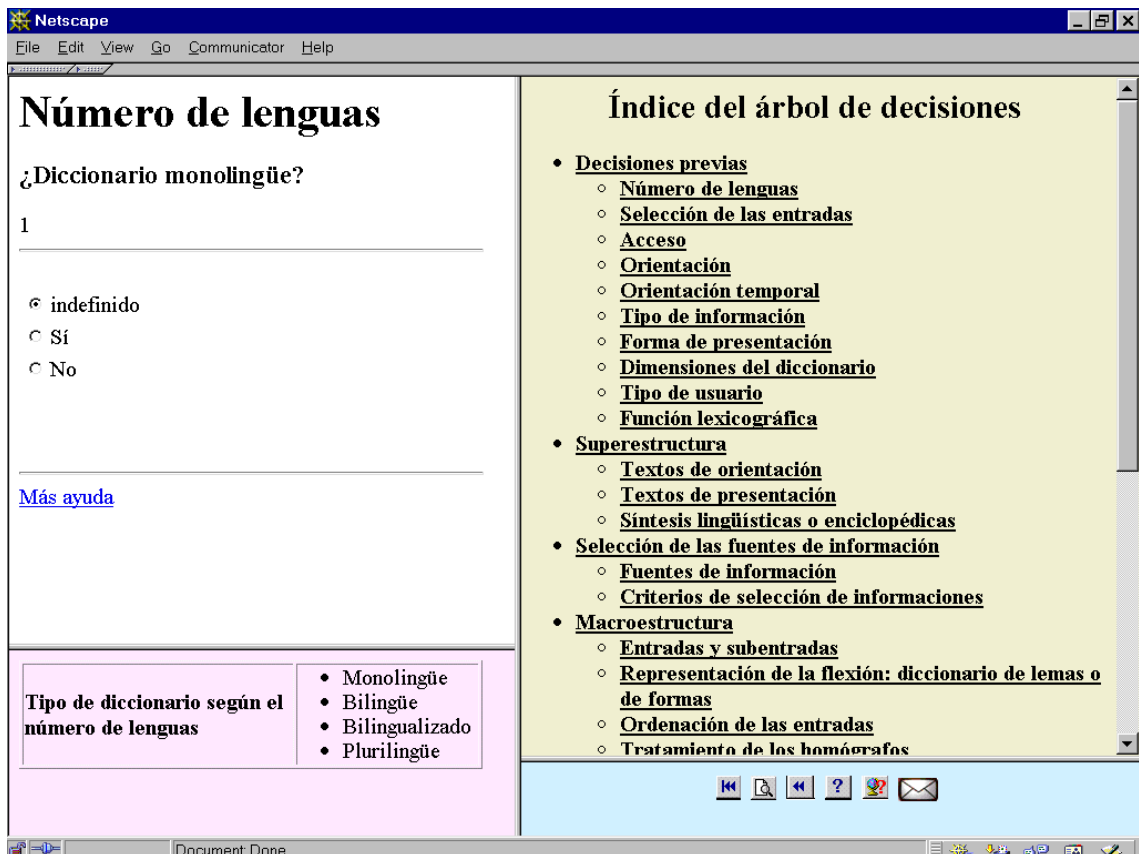 Netscape
File Edit View Go Communicator Help
Número de lenguas
¿Diccionario monolingüe?
1
indefinido
Sí
No
Más ayuda
Tipo de diccionario según el
número de lenguas
Monolingüe
Bilingüe
Bilingualizado
Plurilingüe
Índice del árbol de decisiones
Decisiones previas
Número de lenguas
Selección de las entradas
Acceso
Orientación
Orientación temporal
Tipo de información
Forma de presentación
Dimensiones del diccionario
Tipo de usuario
Función lexicográfica
Superestructura
Textos de orientación
Textos de presentación
Síntesis lingüísticas o enciclopédicas
Selección de las fuentes de información
Fuentes de información
Criterios de selección de informaciones
Macroestructura
Entradas y subentradas
Representación de la flexión: diccionario de lemas o
de formas
Ordenación de las entradas
Tratamiento de los homógrafos
? ?
Document: Done